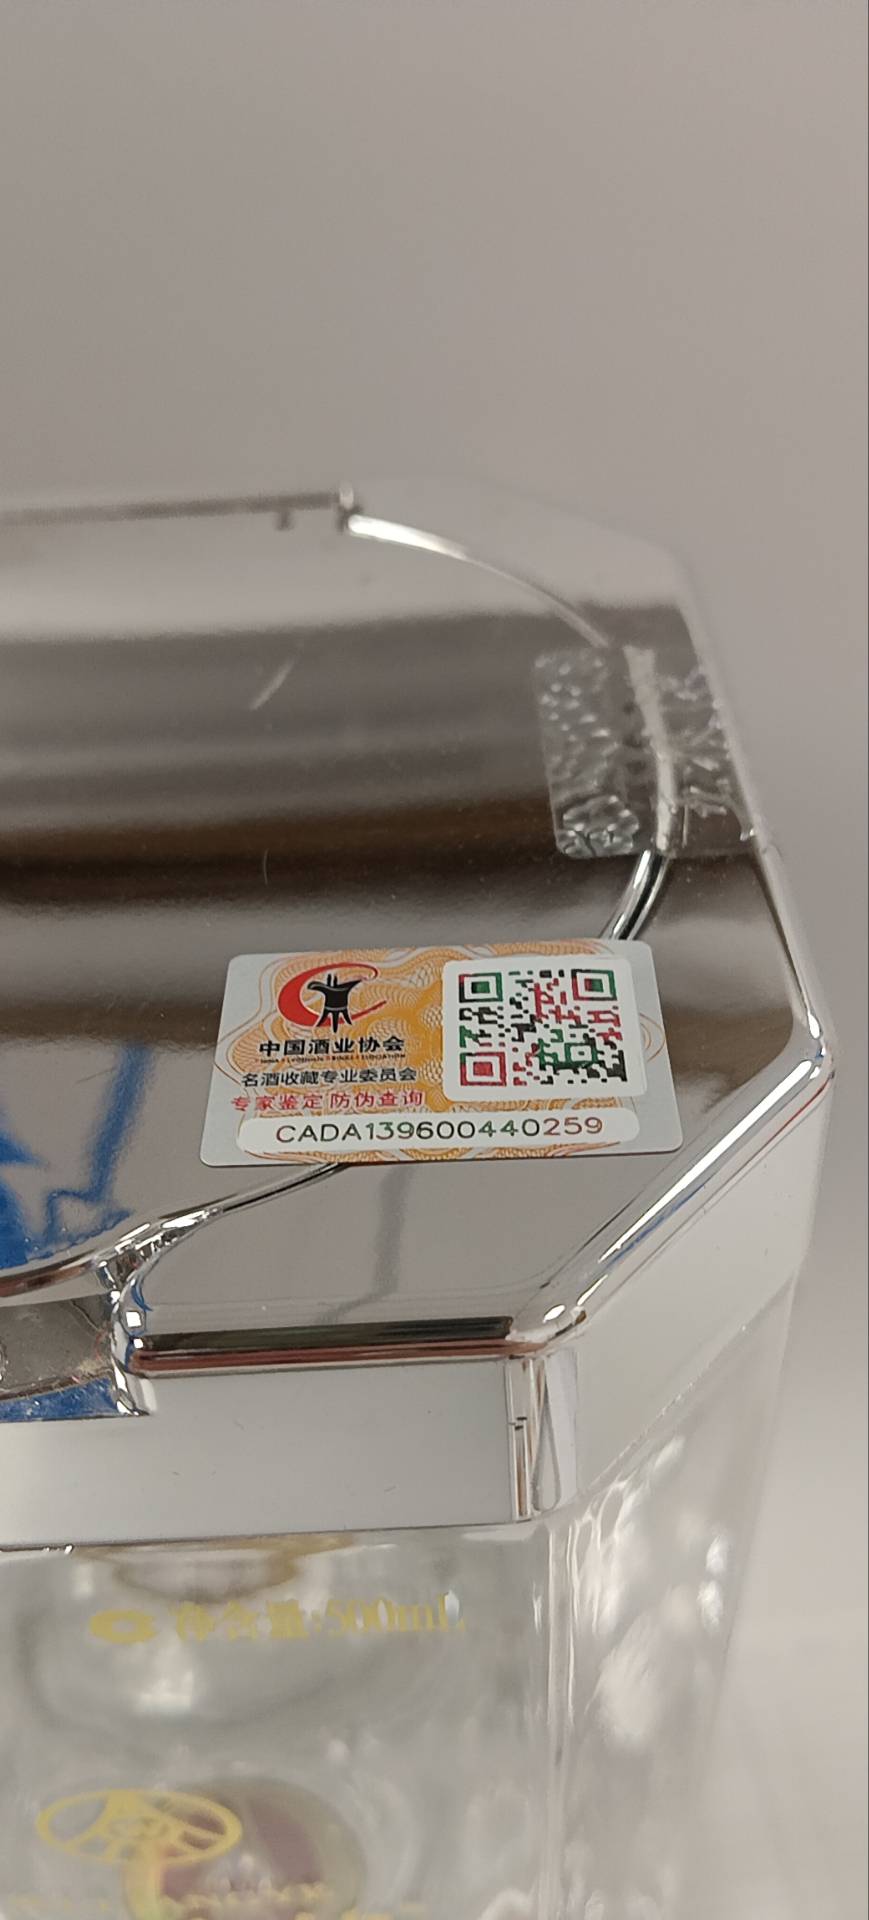 中国酒业协会
名酒收藏专业委员会
专家鉴定 防伪查询
CADA139600440259
净含量:500mL